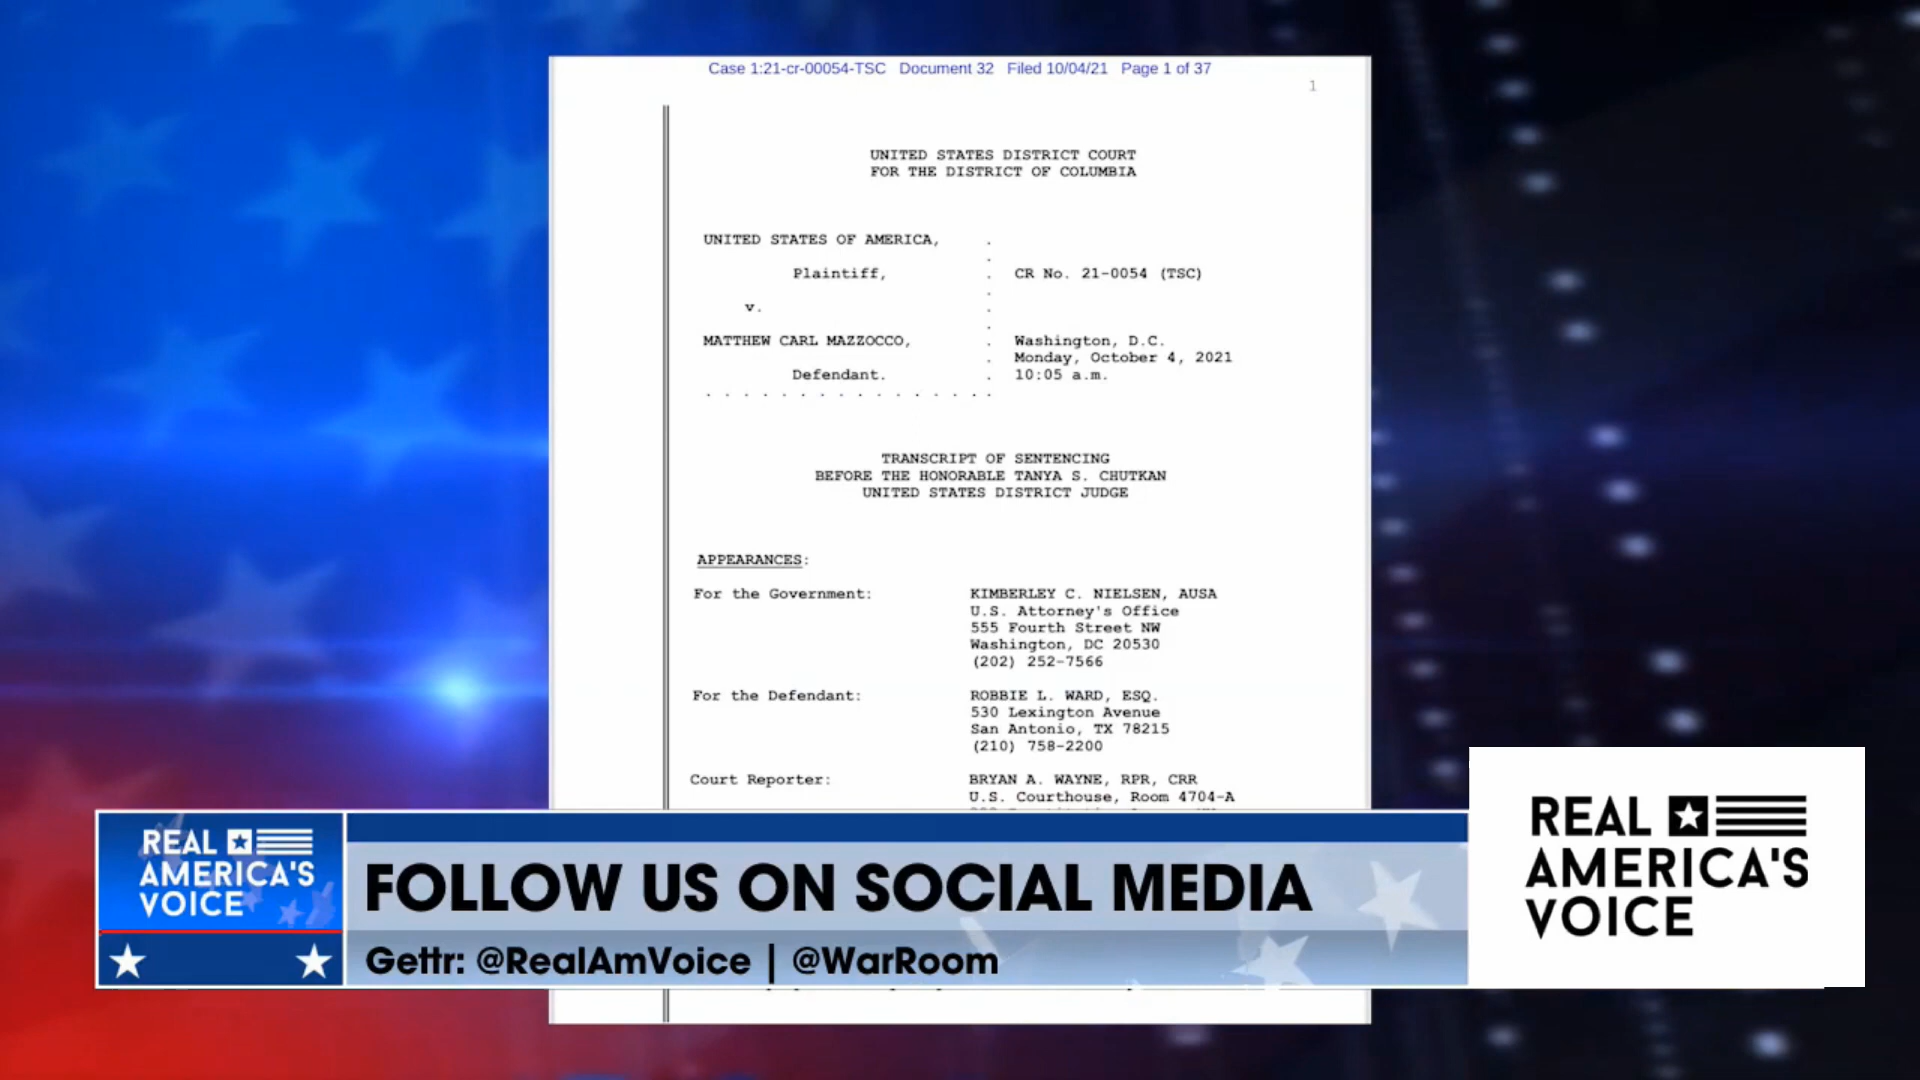 Case 1:21-cr-00054-TSC Document 32 Filed 10/04/21 Page 1 of 37
1
UNITED STATES DISTRICT COURT
FOR THE DISTRICT OF COLUMBIA
UNITED STATES OF AMERICA, .
.
Plaintiff, . CR No. 21-0054 (TSC)
.
v. .
.
MATTHEW CARL MAZZOCCO, . Washington, D.C.
. Monday, October 4, 2021
Defendant. . 10:05 a.m.
. . . . . . . . . . . . . . . .
TRANSCRIPT OF SENTENCING
BEFORE THE HONORABLE TANYA S. CHUTKAN
UNITED STATES DISTRICT JUDGE
APPEARANCES:
For the Government: KIMBERLEY C. NIELSEN, AUSA
U.S. Attorney's Office
555 Fourth Street NW
Washington, DC 20530
(202) 252-7566
For the Defendant: ROBBIE L. WARD, ESQ.
530 Lexington Avenue
San Antonio, TX 78215
(210) 758-2200
Court Reporter: BRYAN A. WAYNE, RPR, CRR
U.S. Courthouse, Room 4704-A
REAL
AMERICA'S
VOICE
FOLLOW US ON SOCIAL MEDIA
Gettr: @RealAmVoice | @WarRoom
REAL
AMERICA'S
VOICE